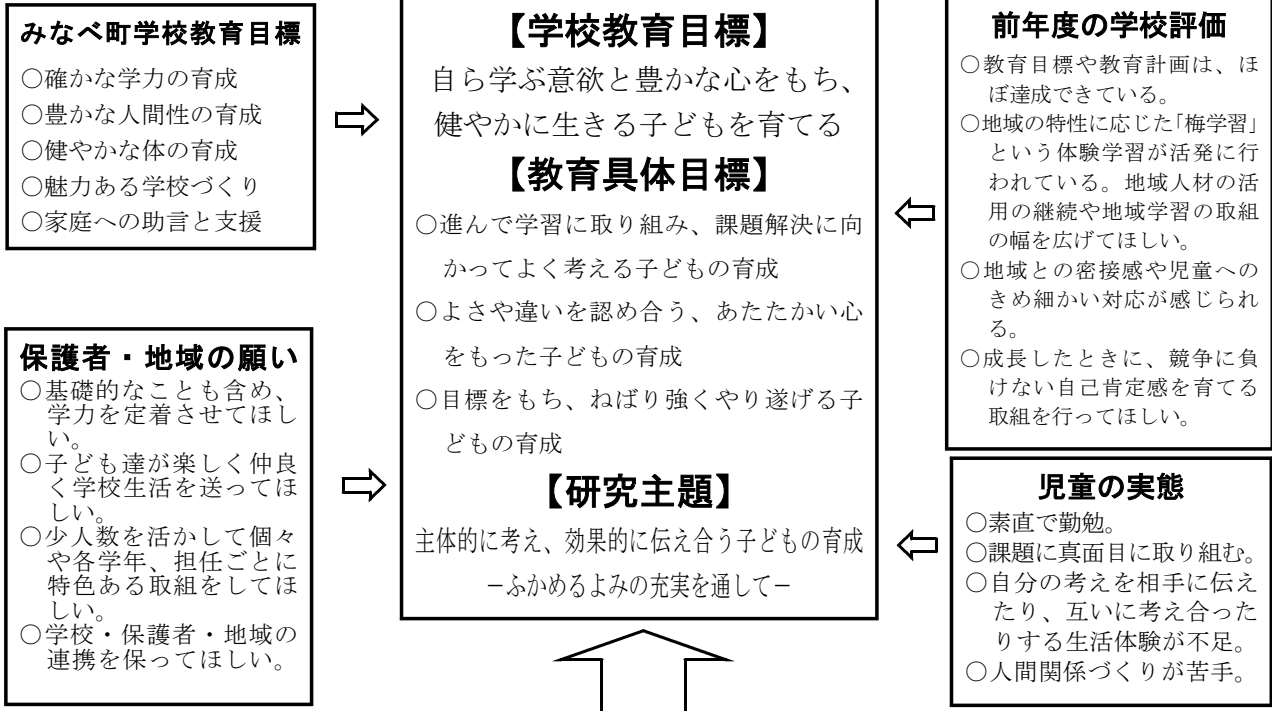 みなべ町学校教育目標
○確かな学力の育成
○豊かな人間性の育成
○健やかな体の育成
○魅力ある学校づくり
○家庭への助言と支援
保護者・地域の願い
○基礎的なことも含め、
学力を定着させてほし
い。
○子ども達が楽しく仲良
く学校生活を送ってほ
しい。
○少人数を活かして個々
や各学年、担任ごとに
特色ある取組をしてほ
しい。
○学校・保護者・地域の
連携を保ってほしい。
【学校教育目標】
自ら学ぶ意欲と豊かな心をもち、
健やかに生きる子どもを育てる
【教育具体目標】
○進んで学習に取り組み、課題解決に向
かってよく考える子どもの育成
○よさや違いを認め合う、あたたかい心
をもった子どもの育成
○目標をもち、ねばり強くやり遂げる子
どもの育成
【研究主題】
主体的に考え、効果的に伝え合う子どもの育成
－ふかめるよみの充実を通して－
前年度の学校評価
○教育目標や教育計画は、ほ
ぼ達成できている。
○地域の特性に応じた「梅学習」
という体験学習が活発に行
われている。地域人材の活
用の継続や地域学習の取組
の幅を広げてほしい。
○地域との密接感や児童への
きめ細かい対応が感じられ
る。
○成長したときに、競争に負
けない自己肯定感を育てる
取組を行ってほしい。
児童の実態
○素直で勤勉。
○課題に真面目に取り組む。
○自分の考えを相手に伝え
たり、互いに考え合った
りする生活体験が不足。
○人間関係づくりが苦手。